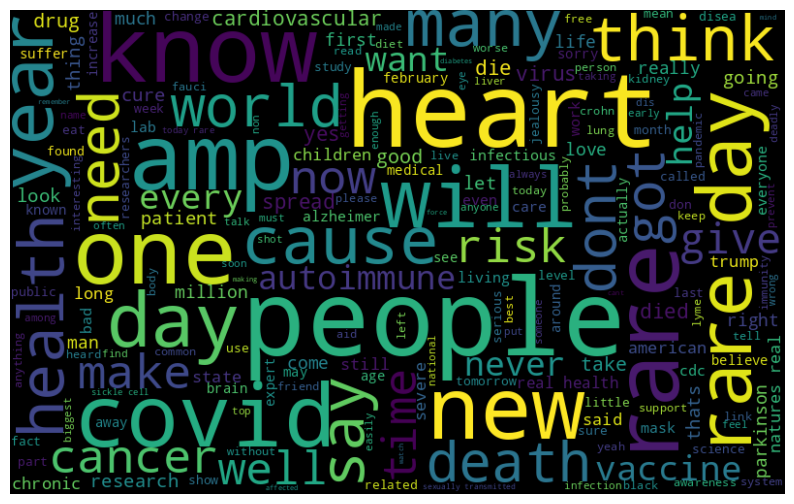 drug
much
change
cardiovascular
many
free
mean
disea
mind
think
thing
increase
know
first
made
diet
worse
want
read
study
life
sorry
suffer
fauci
february
die
virus
person
taking
kidney
year
cure
week
world
heart
really
going
need
lab
yes
eye
liver
diabetes
crohn
dis
early
came
name
eat
today rare
non
getting
enough
jealousy
work
lung
month
pandemic
deadly
help
remember
found
amp
children
good
live
infectious
love
called
everyone
rare day
look
interesting
researchers
every
now
medical
let
always
today
probably
actually
don
keep
prevent
known
often
patient
spread
please
even
anyone
care
will
dont
got
give
talk
must
alzheimer
force
health
one
shot
cause
see
risk
rare
soon
body
making
autoimmune
living
level
trump
public
long
million
serious
best
around
died
last
immunity
wrong
among
bad
day
people
aid
left
put
someone
right
lyme
tell
anything
man
heard
find
common
use
come
never
take
american
believe
make
state
may
still
severe
national
cdc
thats
natures real
sickle cell
brain
friend
expert
age
time
tomorrow
real health
link
feel
biggest
top
covid
say
new
little
support
parkinson
fact
away
easily
said
mask
sure
science
part
cancer
without
well
death
yeah
vaccine
chronic
research
show
affected
related
match
sexually transmitted
infection
black
awareness
system